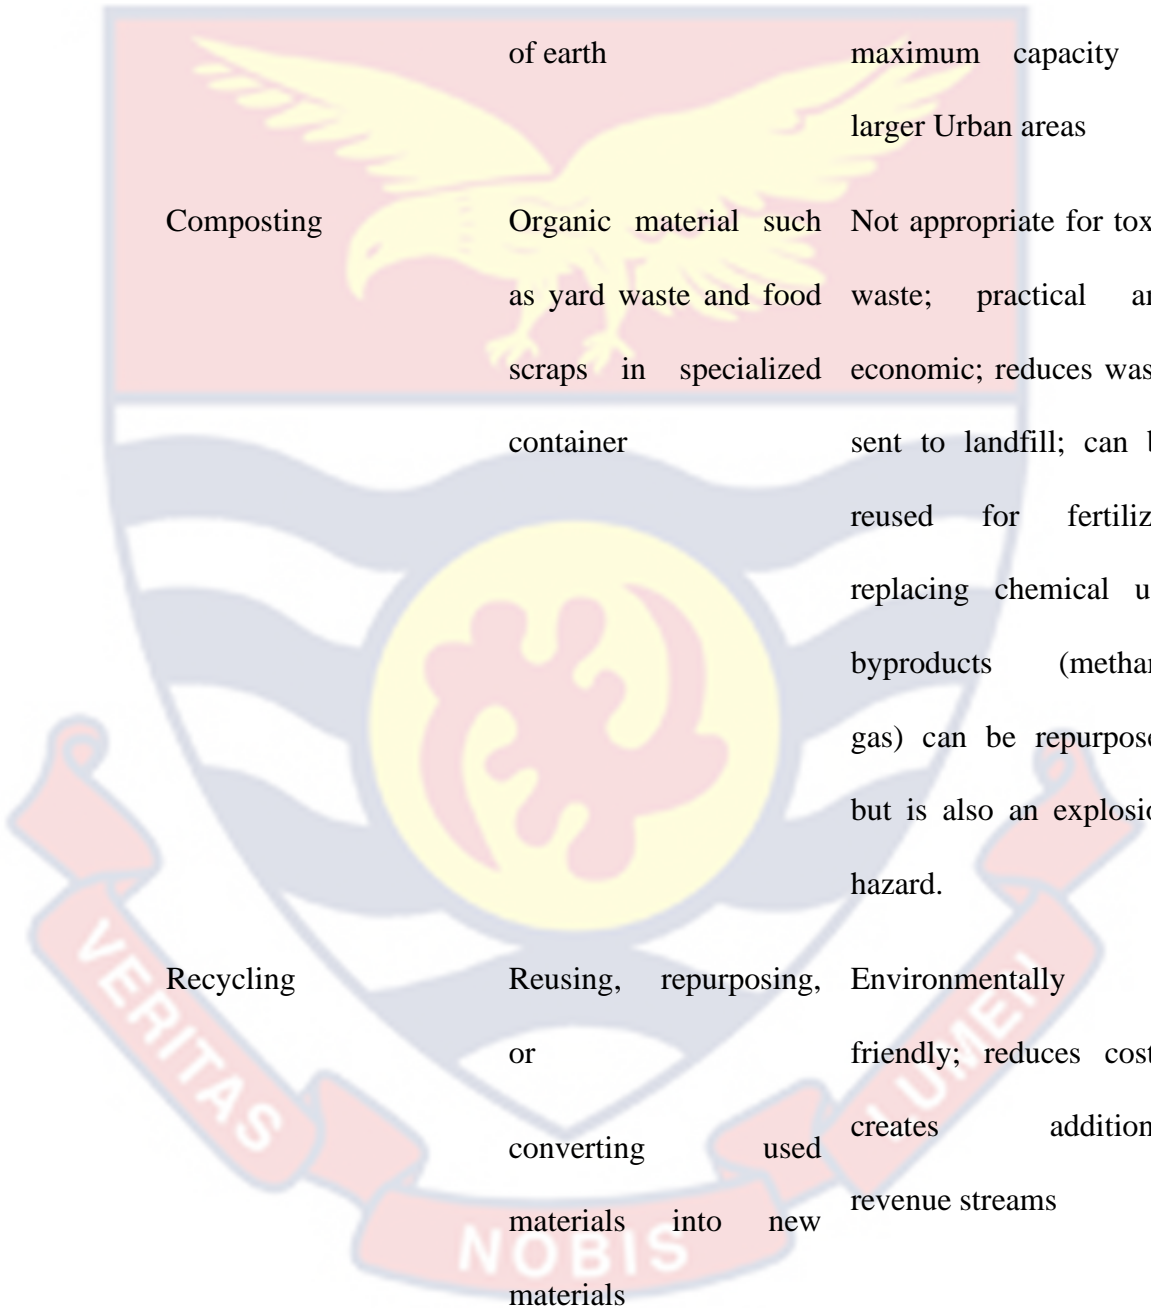 of earth
maximum capacity
larger Urban areas
Composting
Organic material such
as yard waste and food
scraps in specialized
container
Not appropriate for tox
waste; practical
economic; reduces was
sent to landfill; can
reused for fertiliz
replacing chemical
byproducts
gas) can be repurpose
but is also an explosio
hazard.
Recycling
Reusing, repurposing,
or
converting used
materials into new
materials
Environmentally
friendly; reduces cost
creates addition
revenue streams
VERITAS
NOBIS
LUMEN